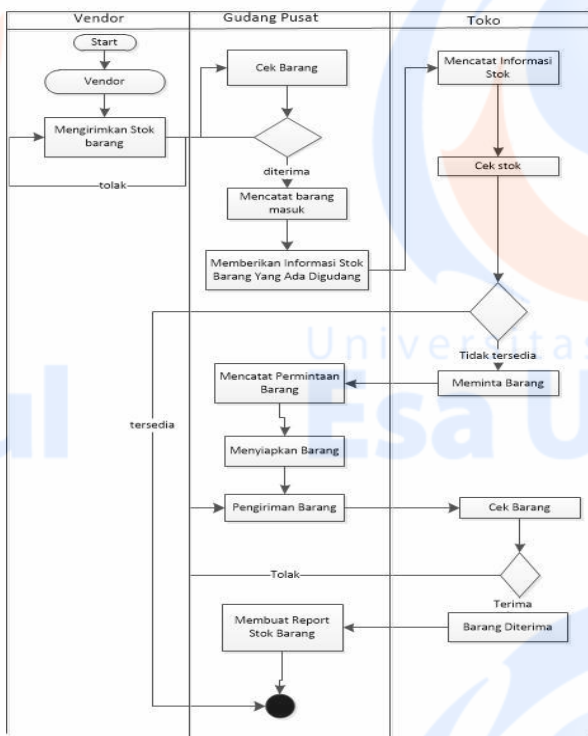 Vendor
Gudang Pusat
Toko
Start
Vendor
Mengirimkan Stok
barang
tolak
Cek Barang
diterima
Mencatat barang
masuk
Memberikan Informasi Stok
Barang Yang Ada Digudang
Mencatat Informasi
Stok
Cek stok
Universitas
Esa U
ul
Tidak tersedia
Meminta Barang
Mencatat Permintaan
Barang
tersedia
Menyiapkan Barang
Pengiriman Barang
Cek Barang
Tolak
Terima
Barang Diterima
Membuat Report
Stok Barang